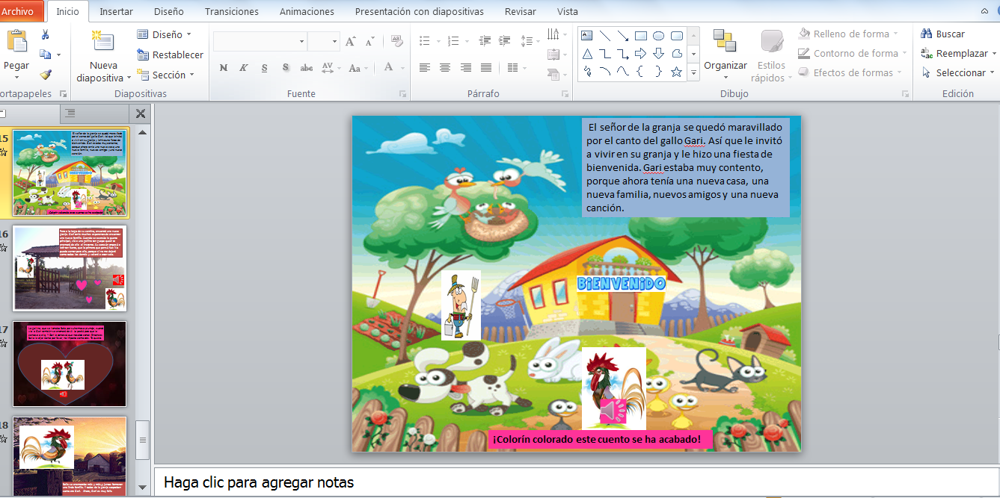 Archivo Inicio Insertar Diseño Transiciones Animaciones Presentación con diapositivas Revisar Vista
Pegar
Nueva diapositiva
Diseño
Restablecer
Sección
N K S S abc AV Aa A
Organizar
Estilos rápidos
Relleno de forma
Contorno de forma
Efectos de formas
Buscar
Reemplazar
Seleccionar
ortapapeles Diapositivas Fuente Párrafo Dibujo Edición
15
16
17
18
El señor de la granja se quedó maravillado
por el canto del gallo Gari. Así que le invitó
a vivir en su granja y le hizo una fiesta de
bienvenida. Gari estaba muy contento,
porque ahora tenía una nueva casa, una
nueva familia, nuevos amigos y una nueva
canción.
BiENVENiDO
¡Colorín colorado este cuento se ha acabado!
Haga clic para agregar notas